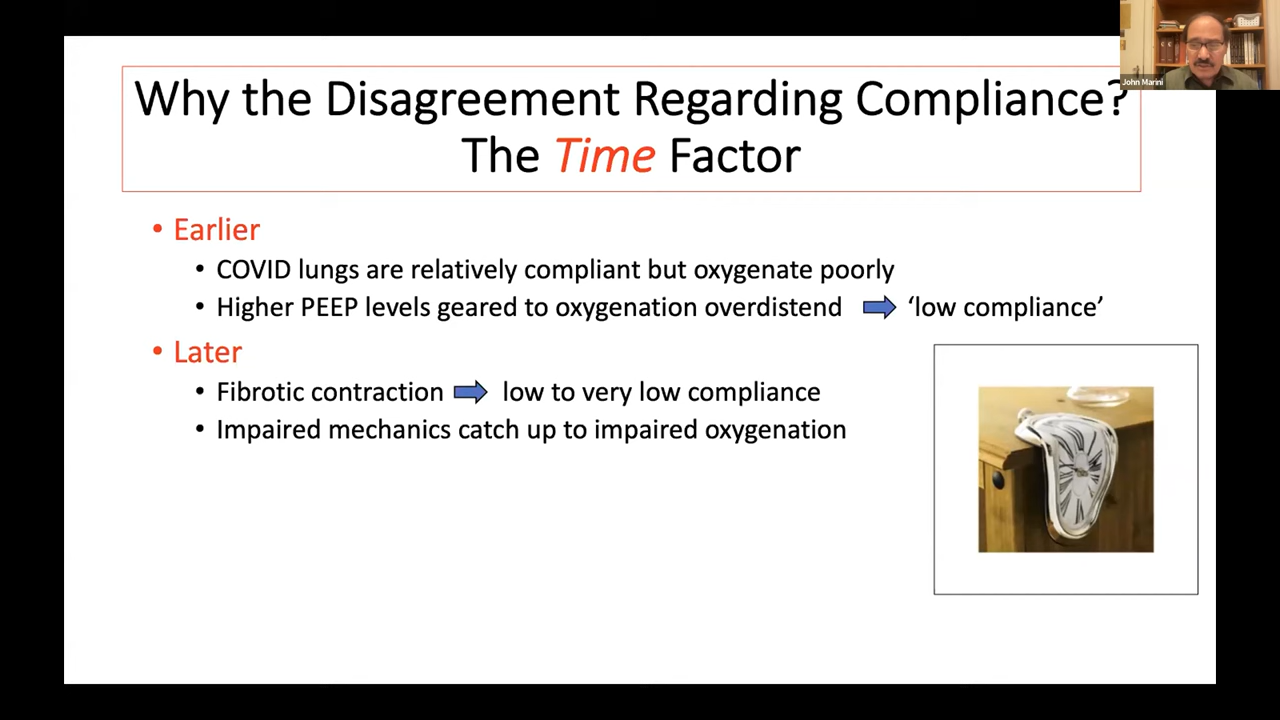 John Marini
Why the Disagreement Regarding Compliance?
The Time Factor
• Earlier
• COVID lungs are relatively compliant but oxygenate poorly
• Higher PEEP levels geared to oxygenation overdistend ‘low compliance’
• Later
• Fibrotic contraction low to very low compliance
• Impaired mechanics catch up to impaired oxygenation